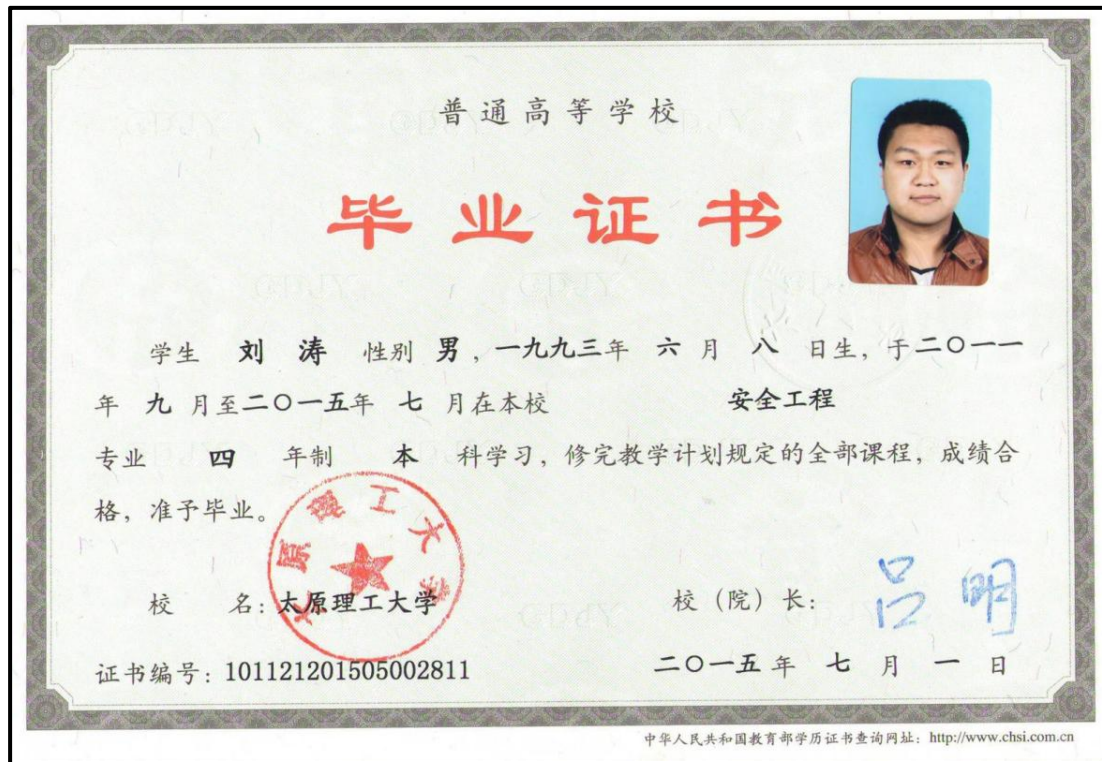 普通高等学校
毕业证书
学生 刘涛 性别 男，一九九三年 六 月 八 日生，于二〇一一
年 九 月至二〇一五年 七 月在本校 安全工程
专业 四 年制 本 科学习，修完教学计划规定的全部课程，成绩合
格，准予毕业。
太原理工大学
校 名：太原理工大学
校（院）长：吕明
证书编号：101121201505002811
二〇一五年 七 月 一 日
中华人民共和国教育部学历证书查询网址：http://www.chsi.com.cn